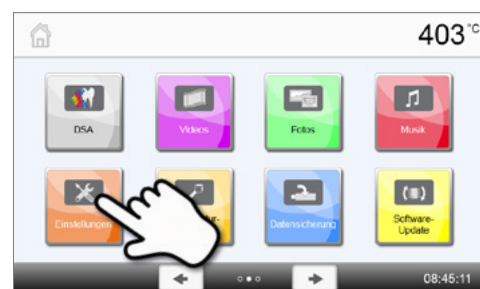 403 °C
DSA
Videos
Fotos
Musik
Einstellungen
Datensicherung
Software-
Update
08:45:11